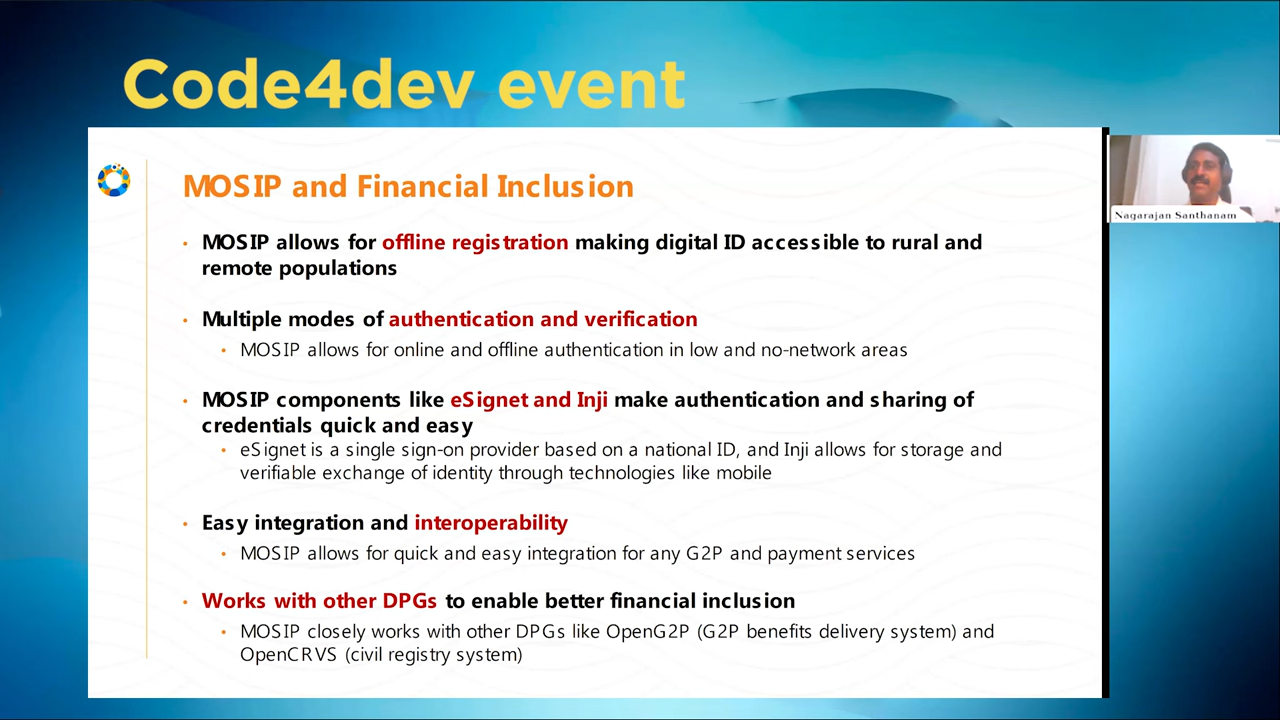 Code4dev event
MOSIP and Financial Inclusion
• MOSIP allows for offline registration making digital ID accessible to rural and
remote populations
• Multiple modes of authentication and verification
• MOSIP allows for online and offline authentication in low and no-network areas
• MOSIP components like eSignet and Inji make authentication and sharing of
credentials quick and easy
• eSignet is a single sign-on provider based on a national ID, and Inji allows for storage and
verifiable exchange of identity through technologies like mobile
• Easy integration and interoperability
• MOSIP allows for quick and easy integration for any G2P and payment services
• Works with other DPGs to enable better financial inclusion
• MOSIP closely works with other DPGs like OpenG2P (G2P benefits delivery system) and
OpenCRVS (civil registry system)
Nagarajan Santhanam